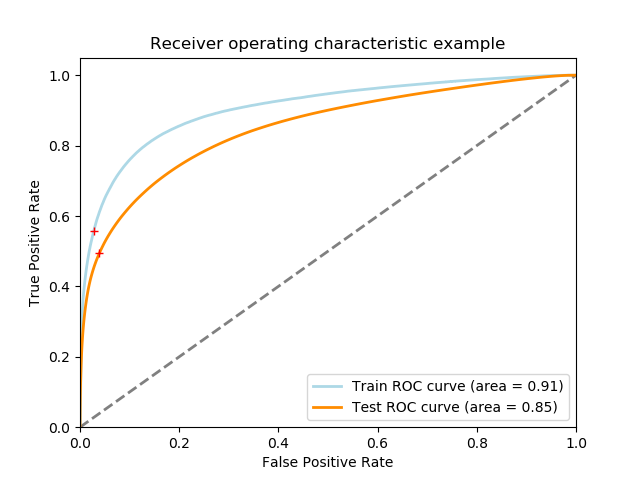 Receiver operating characteristic example
True Positive Rate
1.0
0.8
0.6
0.4
0.2
0.0
0.0 0.2 0.4 0.6 0.8 1.0
False Positive Rate
Train ROC curve (area = 0.91)
Test ROC curve (area = 0.85)